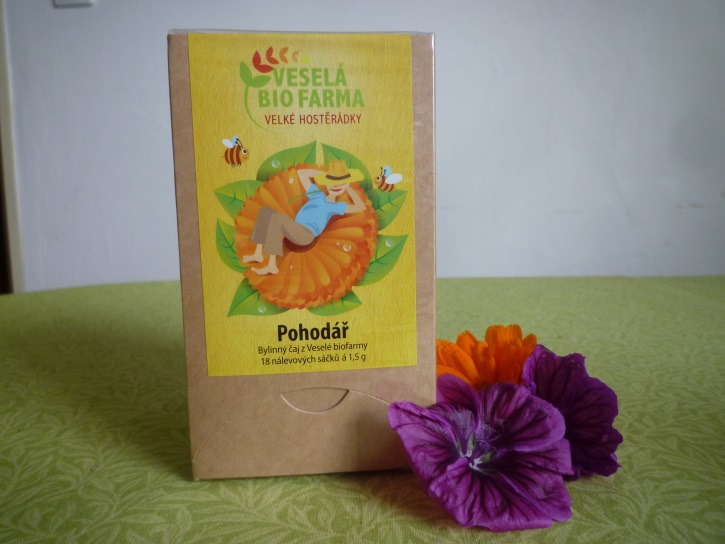 VESELÁ
BIO FARMA
VELKÉ HOSTĚRÁDKY
Pohodář
Bylinný čaj z Veselé biofarmy
18 nálevových sáčků á 1,5 g